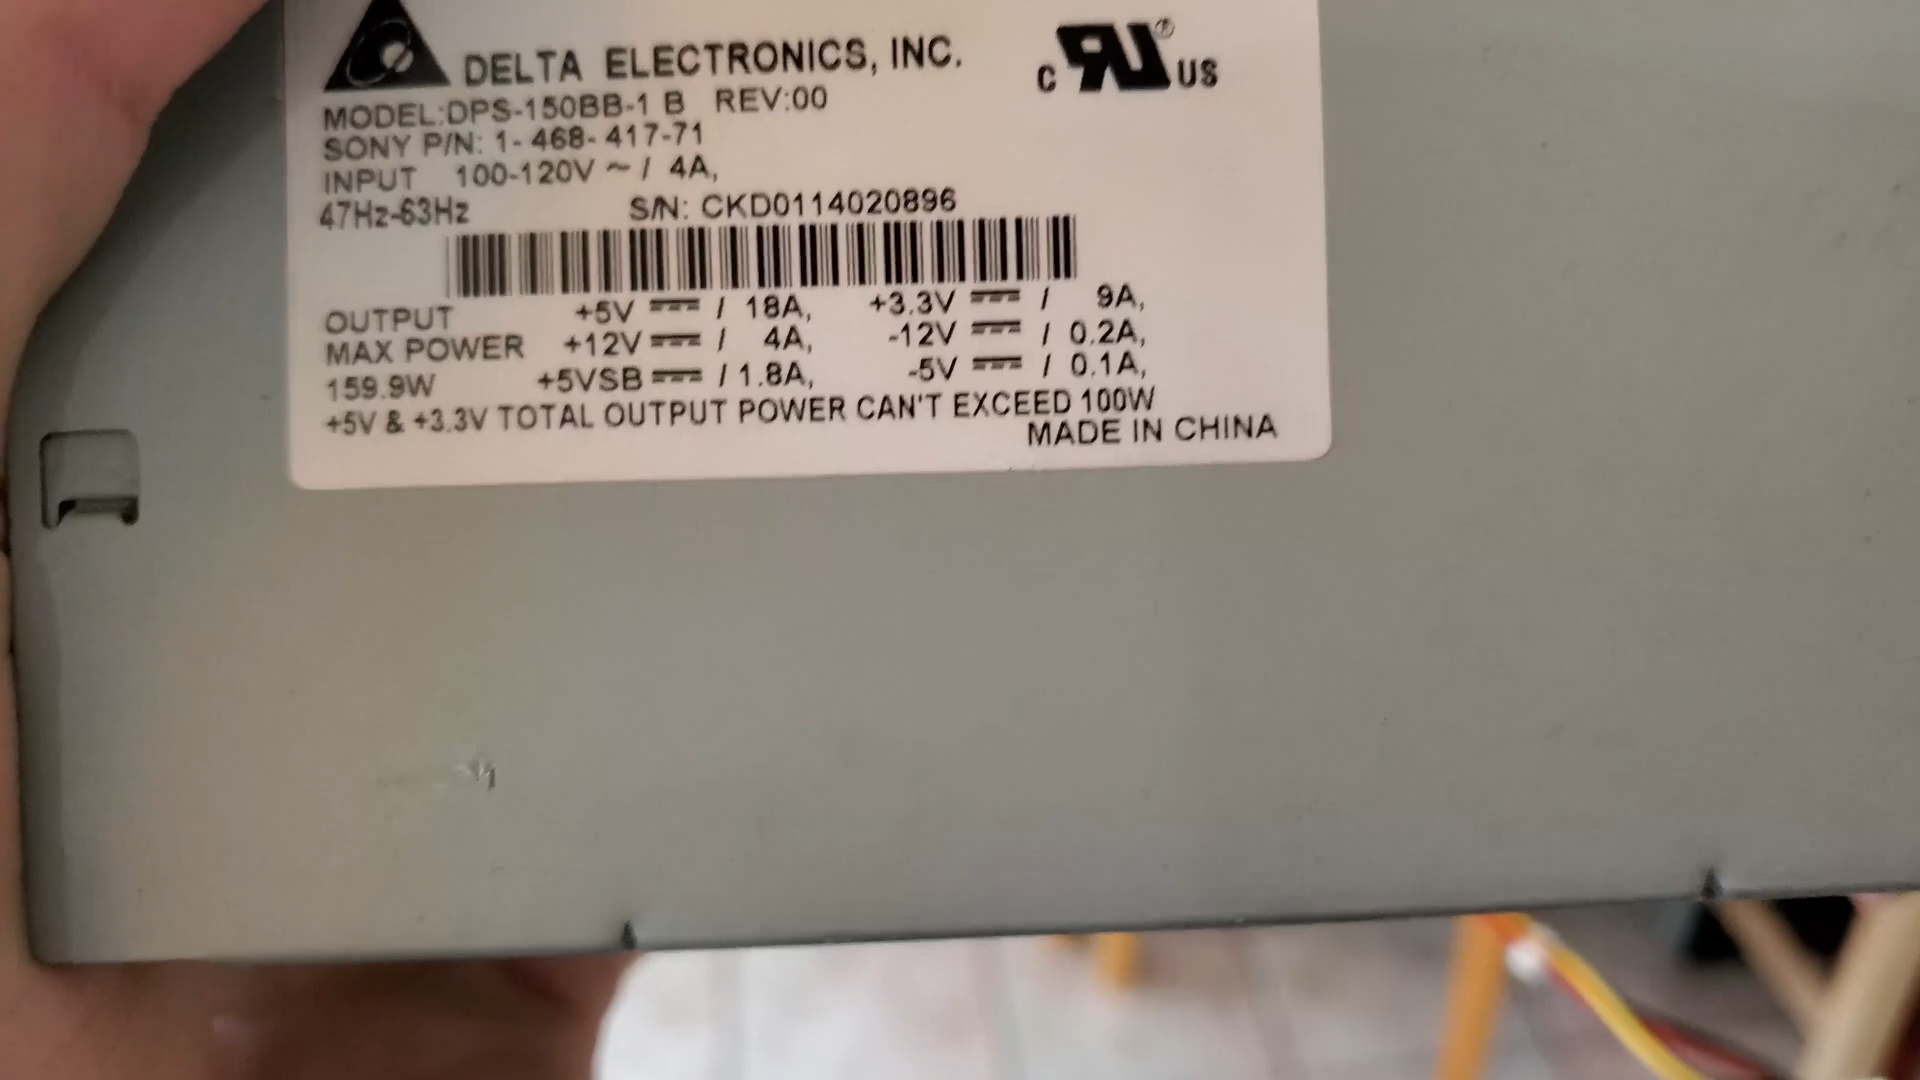 DELTA ELECTRONICS, INC.
c RU ® US
MODEL:DPS-150BB-1 B REV:00
SONY P/N: 1-468-417-71
INPUT 100-120V ~ / 4A,
47Hz-63Hz S/N: CKD0114020896
OUTPUT +5V ⎓ / 18A, +3.3V ⎓ / 9A,
MAX POWER +12V ⎓ / 4A, -12V ⎓ / 0.2A,
159.9W +5VSB ⎓ / 1.8A, -5V ⎓ / 0.1A,
+5V & +3.3V TOTAL OUTPUT POWER CAN'T EXCEED 100W
MADE IN CHINA